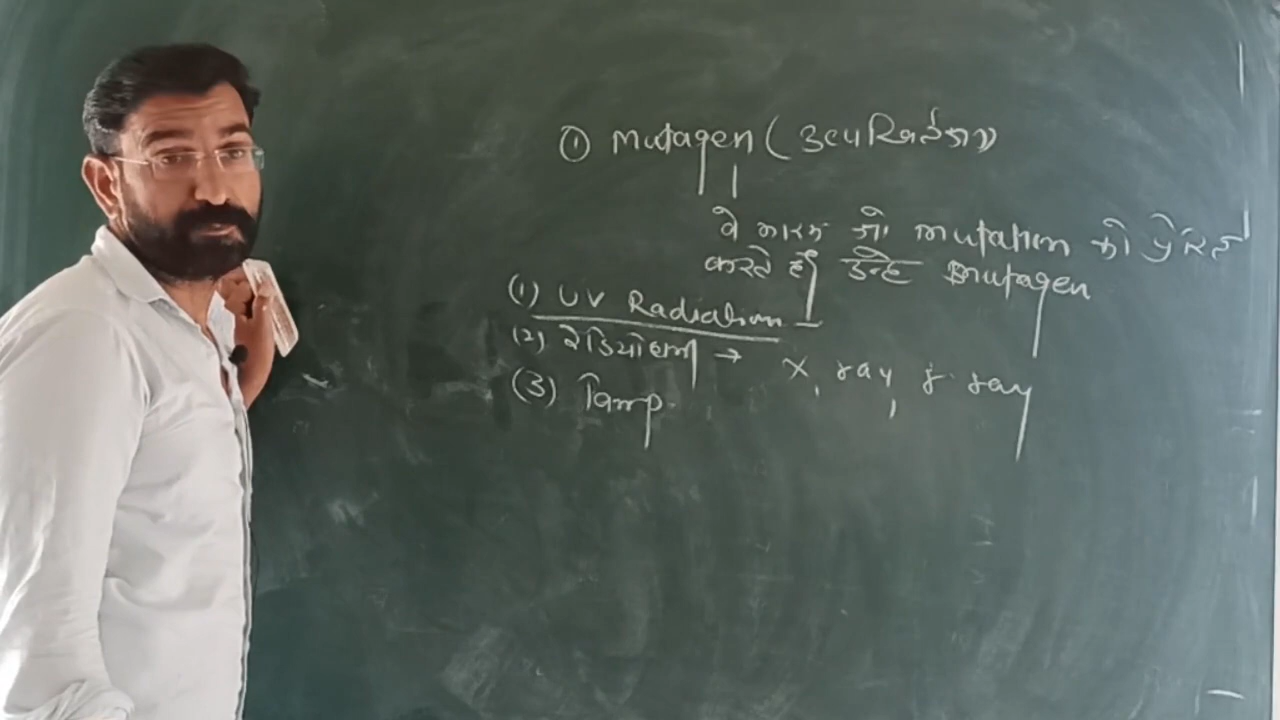 ① Mutagen (उत्परिवर्तजन)
वे कारक जो mutation को प्रेरित
करते हैं उन्हे mutagen
(1) UV Radiation
(2) रेडियोधर्मी → X, ray, γ ray
(3) Temp.